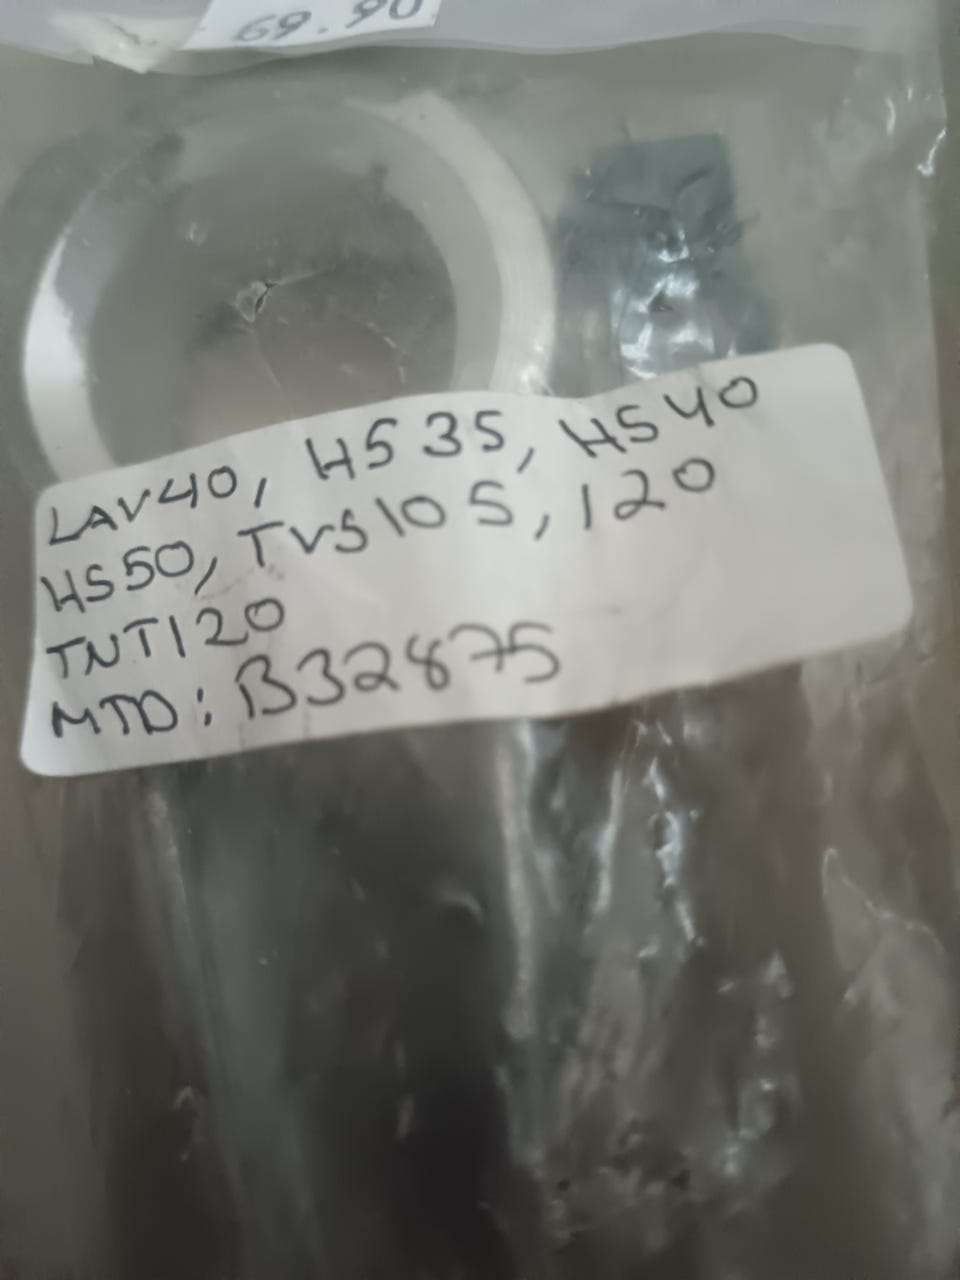 69.90
LAV40, HS35, HS40
HS50, TVS105, 120
TNT120
MTD: B32875